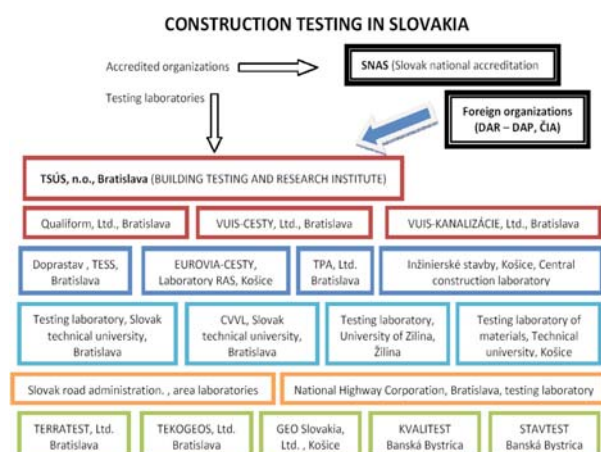 CONSTRUCTION TESTING IN SLOVAKIA
Accredited organizations
SNAS (Slovak national accreditation
Testing laboratories
Foreign organizations
(DAR – DAP, ČIA)
TSÚS, n.o., Bratislava (BUILDING TESTING AND RESEARCH INSTITUTE)
Qualiform, Ltd., Bratislava
VUIS-CESTY, Ltd., Bratislava
VUIS-KANALIZÁCIE, Ltd., Bratislava
Doprastav , TESS,
Bratislava
EUROVIA-CESTY,
Laboratory RAS, Košice
TPA, Ltd.
Bratislava
Inžinierské stavby, Košice, Central
construction laboratory
Testing laboratory, Slovak
technical university,
Bratislava
CVVL, Slovak
technical university,
Bratislava
Testing laboratory,
University of Zilina,
Žilina
Testing laboratory of
materials, Technical
university, Košice
Slovak road administration. , area laboratories
National Highway Corporation, Bratislava, testing laboratory
TERRATEST, Ltd.
Bratislava
TEKOGEOS, Ltd.
Bratislava
GEO Slovakia,
Ltd. , Košice
KVALITEST
Banská Bystrica
STAVTEST
Banská Bystrica